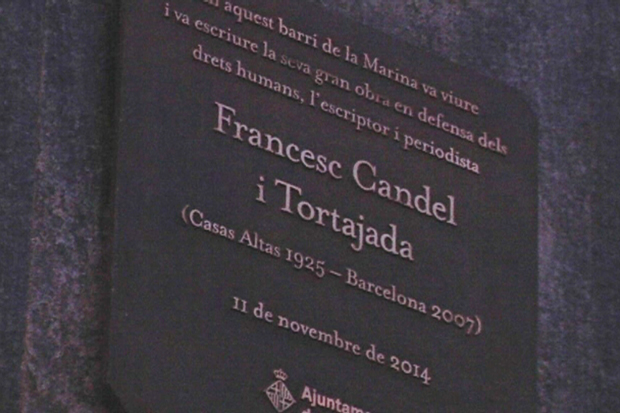 aquest barri de la Marina va viure
i va escriure la seva gran obra en defensa dels
drets humans, l'escriptor i periodista
Francesc Candel
i Tortajada
(Casas Altas 1925 – Barcelona 2007)
11 de novembre de 2014